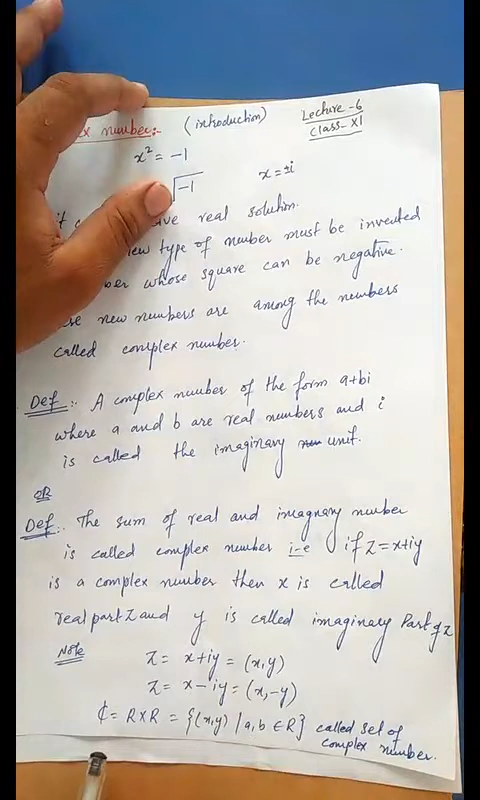 x number:- (introduction) Lecture-6
Class-XI
x² = -1
√-1 x=±i
it c ave real solution.
new type of number must be invented
ber whose square can be negative.
se new numbers are among the numbers
called complex number.
Def:. A complex number of the form a+bi
where a and b are real numbers and i
is called the imaginary unit.
OR
Def:. The sum of real and imagnary number
is called complex number i-e if Z=x+iy
is a complex number then x is called
real part Z and y is called imaginary Part of z
Note
Z = x+iy = (x,y)
Z = x-iy = (x,-y)
₵ = R×R = {(x,y) / a,b ∈ R} called set of
complex number.